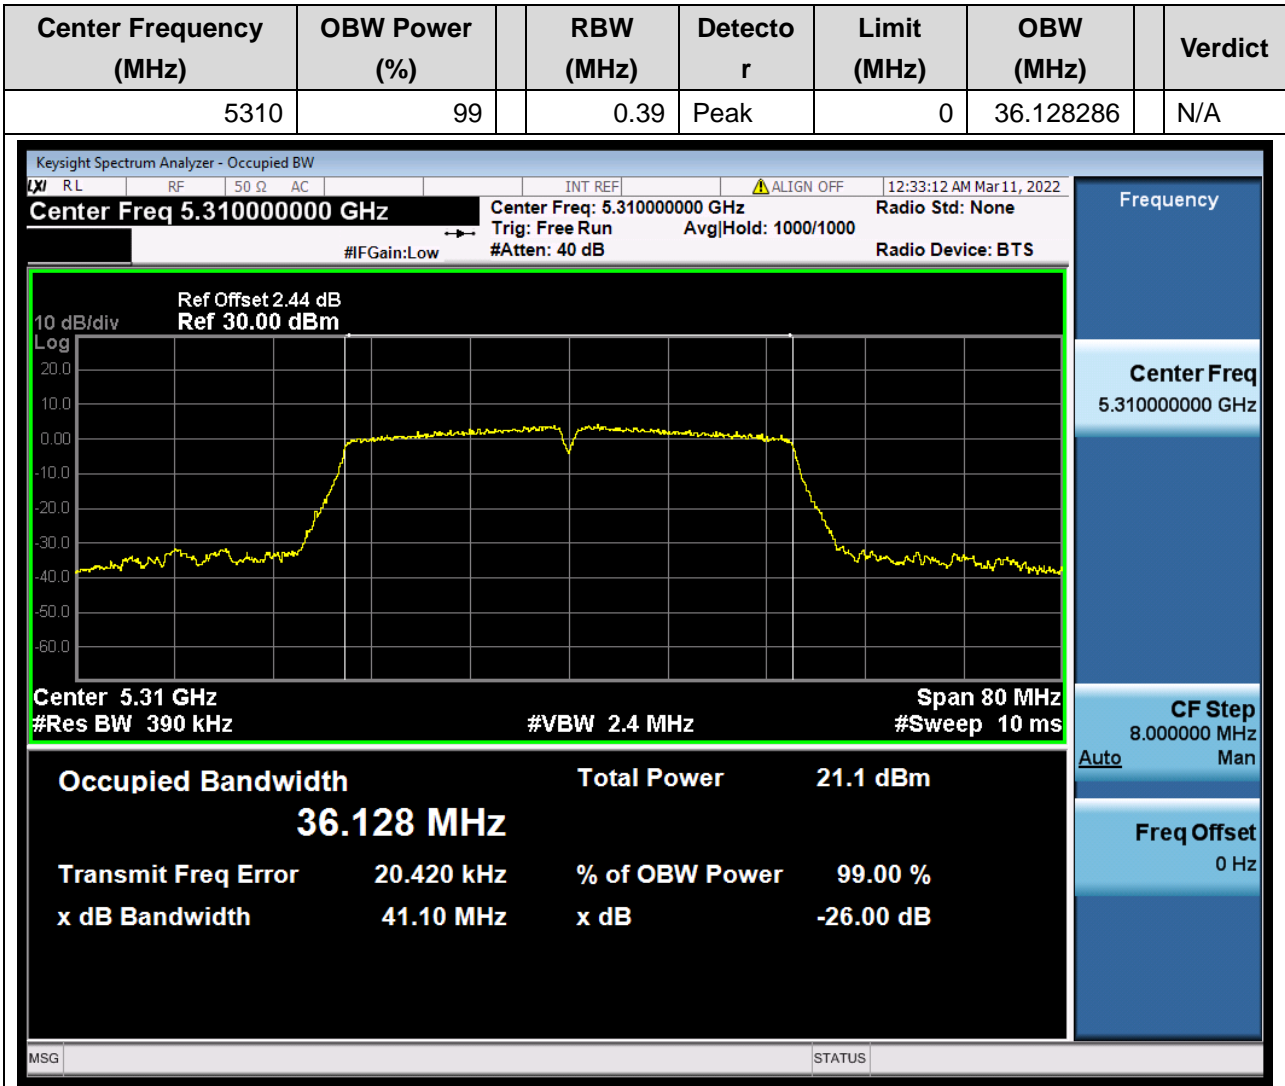 Center Frequency (MHz) OBW Power (%) RBW (MHz) Detecto r Limit (MHz) OBW (MHz) Verdict
5310 99 0.39 Peak 0 36.128286 N/A
Keysight Spectrum Analyzer - Occupied BW
LXI RL RF 50 Ω AC INT REF ALIGN OFF 12:33:12 AM Mar 11, 2022
Center Freq 5.310000000 GHz
Center Freq: 5.310000000 GHz Radio Std: None
Trig: Free Run Avg|Hold: 1000/1000
#IFGain:Low #Atten: 40 dB Radio Device: BTS
Ref Offset 2.44 dB
10 dB/div Ref 30.00 dBm
Log
20.0
10.0
0.00
-10.0
-20.0
-30.0
-40.0
-50.0
-60.0
Center 5.31 GHz Span 80 MHz
#Res BW 390 kHz #VBW 2.4 MHz #Sweep 10 ms
Occupied Bandwidth Total Power 21.1 dBm
36.128 MHz
Transmit Freq Error 20.420 kHz % of OBW Power 99.00 %
x dB Bandwidth 41.10 MHz x dB -26.00 dB
Frequency
Center Freq
5.310000000 GHz
CF Step
8.000000 MHz
Auto Man
Freq Offset
0 Hz
MSG STATUS